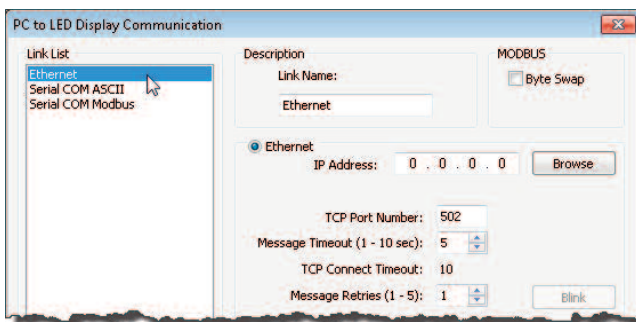 PC to LED Display Communication
Link List
Ethernet
Serial COM ASCII
Serial COM Modbus
Description
Link Name:
Ethernet
MODBUS
Byte Swap
Ethernet
IP Address: 0 . 0 . 0 . 0 Browse
TCP Port Number: 502
Message Timeout (1 - 10 sec): 5
TCP Connect Timeout: 10
Message Retries (1 - 5): 1 Blink